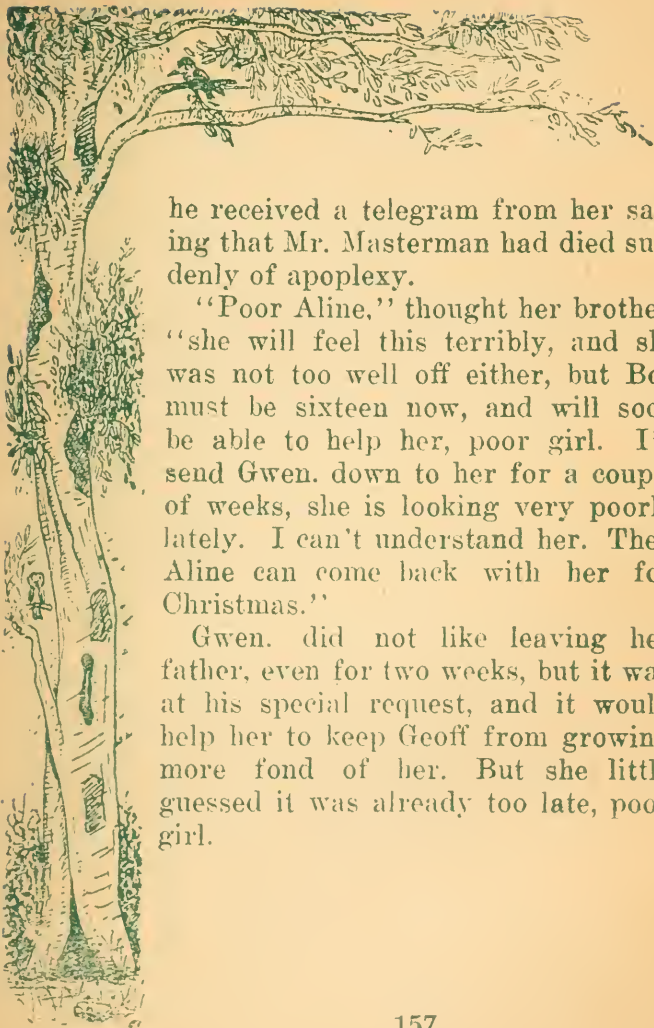 he received a telegram from her sa
ing that Mr. Masterman had died su
denly of apoplexy.
“Poor Aline,” thought her brothe
“she will feel this terribly, and sh
was not too well off either, but Bo
must be sixteen now, and will soo
be able to help her, poor girl. I’
send Gwen. down to her for a coup
of weeks, she is looking very poorl
lately. I can’t understand her. The
Aline can come back with her fo
Christmas.”
Gwen. did not like leaving he
father, even for two weeks, but it wa
at his special request, and it woul
help her to keep Geoff from growin
more fond of her. But she littl
guessed it was already too late, poo
girl.
157